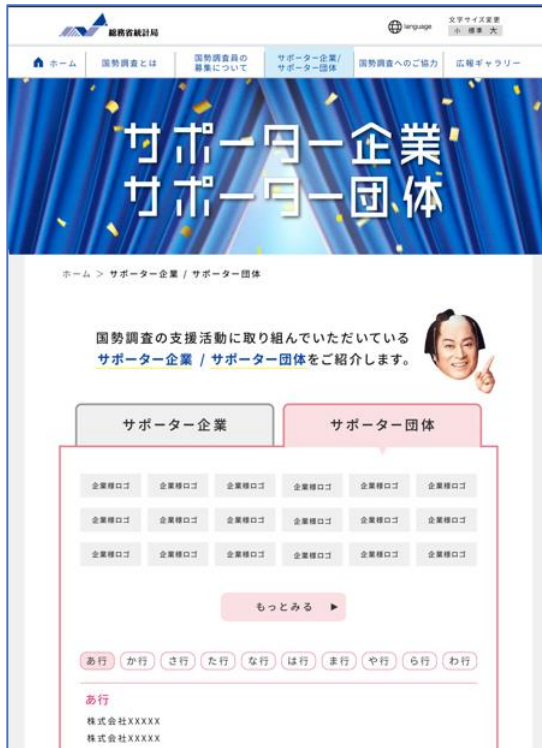 総務省統計局
language
文字サイズ変更
小 標準 大
ホーム
国勢調査とは
国勢調査員の
募集について
サポーター企業/
サポーター団体
国勢調査へのご協力
広報ギャラリー
サポーター企業
サポーター団体
ホーム > サポーター企業 / サポーター団体
国勢調査の支援活動に取り組んでいただいている
サポーター企業 / サポーター団体をご紹介します。
サポーター企業 サポーター団体
企業様ロゴ 企業様ロゴ 企業様ロゴ 企業様ロゴ 企業様ロゴ 企業様ロゴ
企業様ロゴ 企業様ロゴ 企業様ロゴ 企業様ロゴ 企業様ロゴ 企業様ロゴ
企業様ロゴ 企業様ロゴ 企業様ロゴ 企業様ロゴ 企業様ロゴ 企業様ロゴ
もっとみる ▶
あ行 か行 さ行 た行 な行 は行 ま行 や行 ら行 わ行
あ行
株式会社XXXXX
株式会社XXXXX